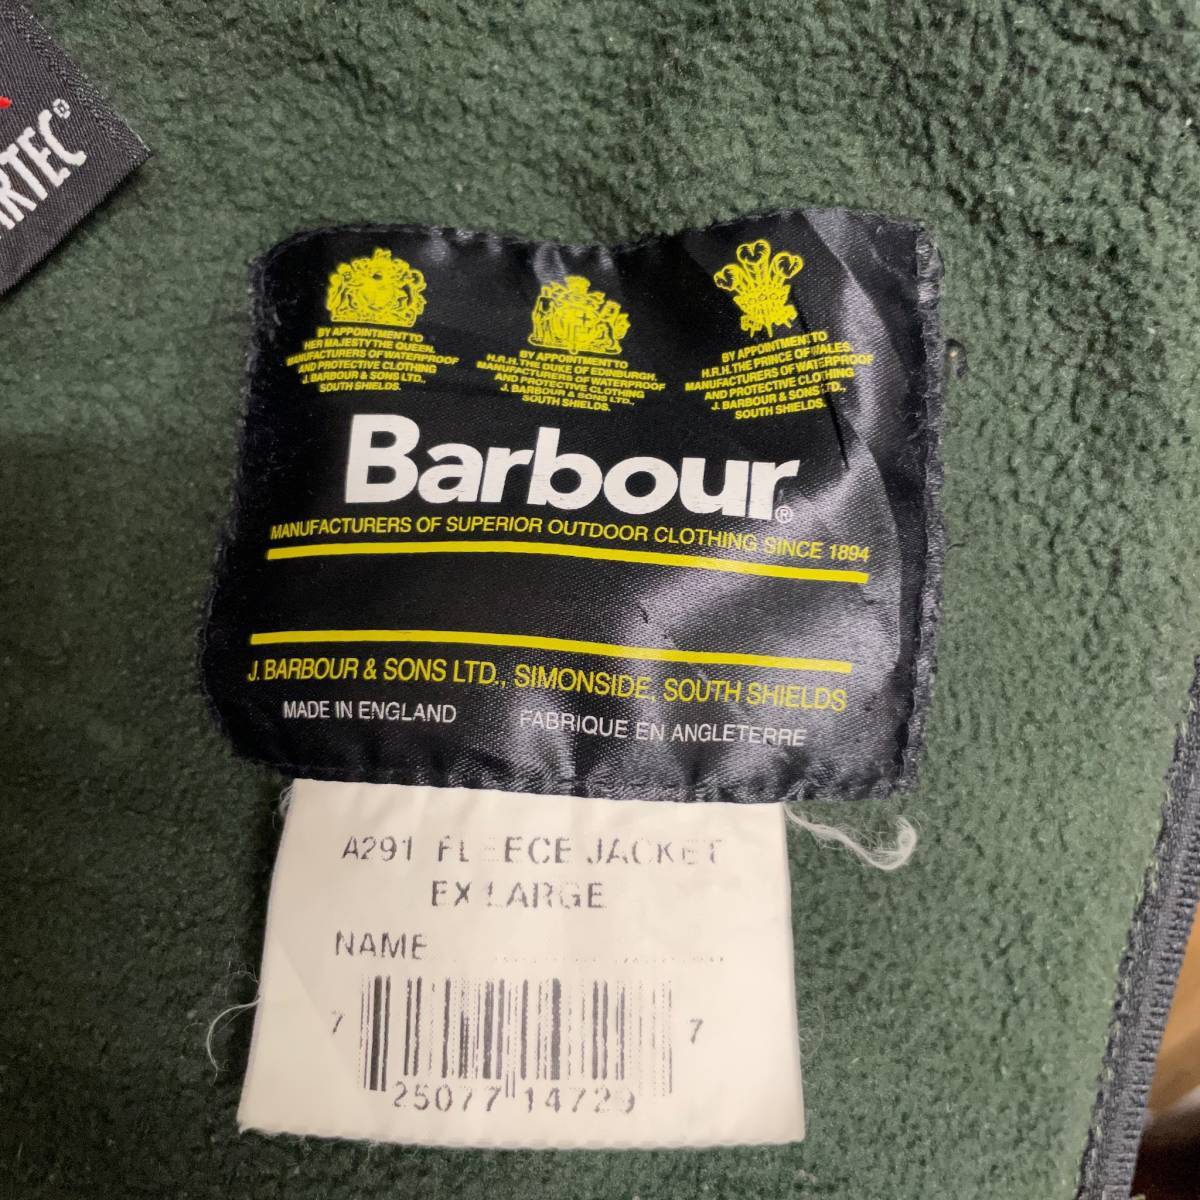 ARTEC®
BY APPOINTMENT TO
HER MAJESTY THE QUEEN.
MANUFACTURERS OF WATERPROOF
AND PROTECTIVE CLOTHING
J. BARBOUR & SONS LTD.,
SOUTH SHIELDS.
BY APPOINTMENT TO
H.R.H. THE DUKE OF EDINBURGH.
MANUFACTURERS OF WATERPROOF
AND PROTECTIVE CLOTHING
J. BARBOUR & SONS LTD.,
SOUTH SHIELDS.
BY APPOINTMENT TO
H.R.H. THE PRINCE OF WALES.
MANUFACTURERS OF WATERPROOF
AND PROTECTIVE CLOTHING
J. BARBOUR & SONS LTD.,
SOUTH SHIELDS.
Barbour®
MANUFACTURERS OF SUPERIOR OUTDOOR CLOTHING SINCE 1894
J. BARBOUR & SONS LTD., SIMONSIDE, SOUTH SHIELDS
MADE IN ENGLAND FABRIQUE EN ANGLETERRE
A291 FLEECE JACKET
EX LARGE
NAME
7 25077 14729 7